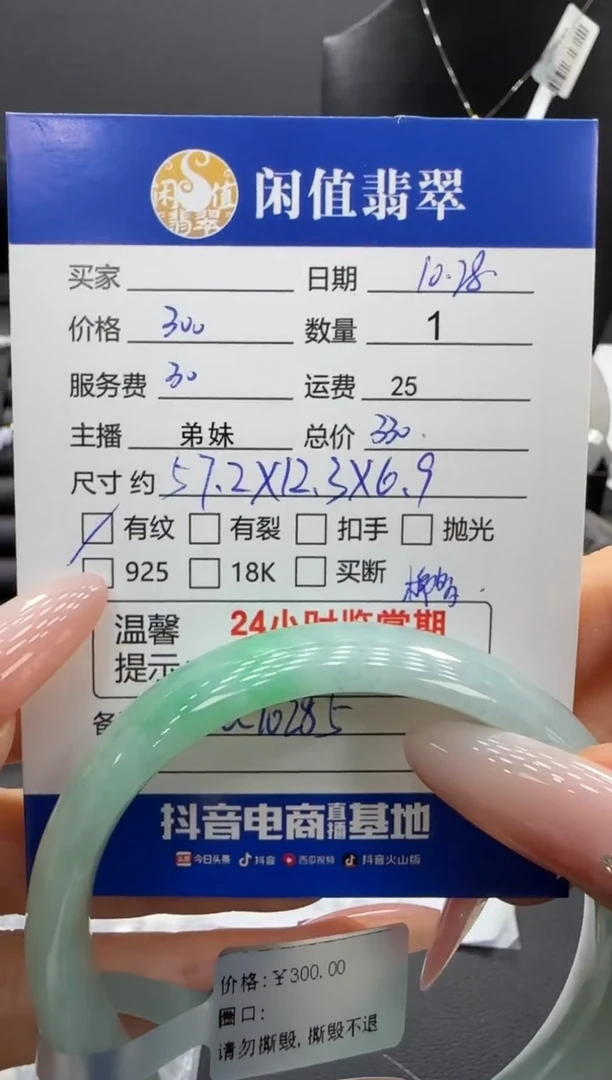 闲值翡翠
闲值翡翠
买家 日期 10.28
价格 300 数量 1
服务费 30 运费 25
主播 弟妹 总价 330.
尺寸约 57.2X12.3X6.9
有纹 有裂 扣手 抛光
925 18K 买断
温馨 24小时鉴赏期
提示
备
10285
抖音电商直播基地
今日头条 抖音 西瓜视频 抖音火山版
价格:¥300.00
圈口:
请勿撕毁,撕毁不退